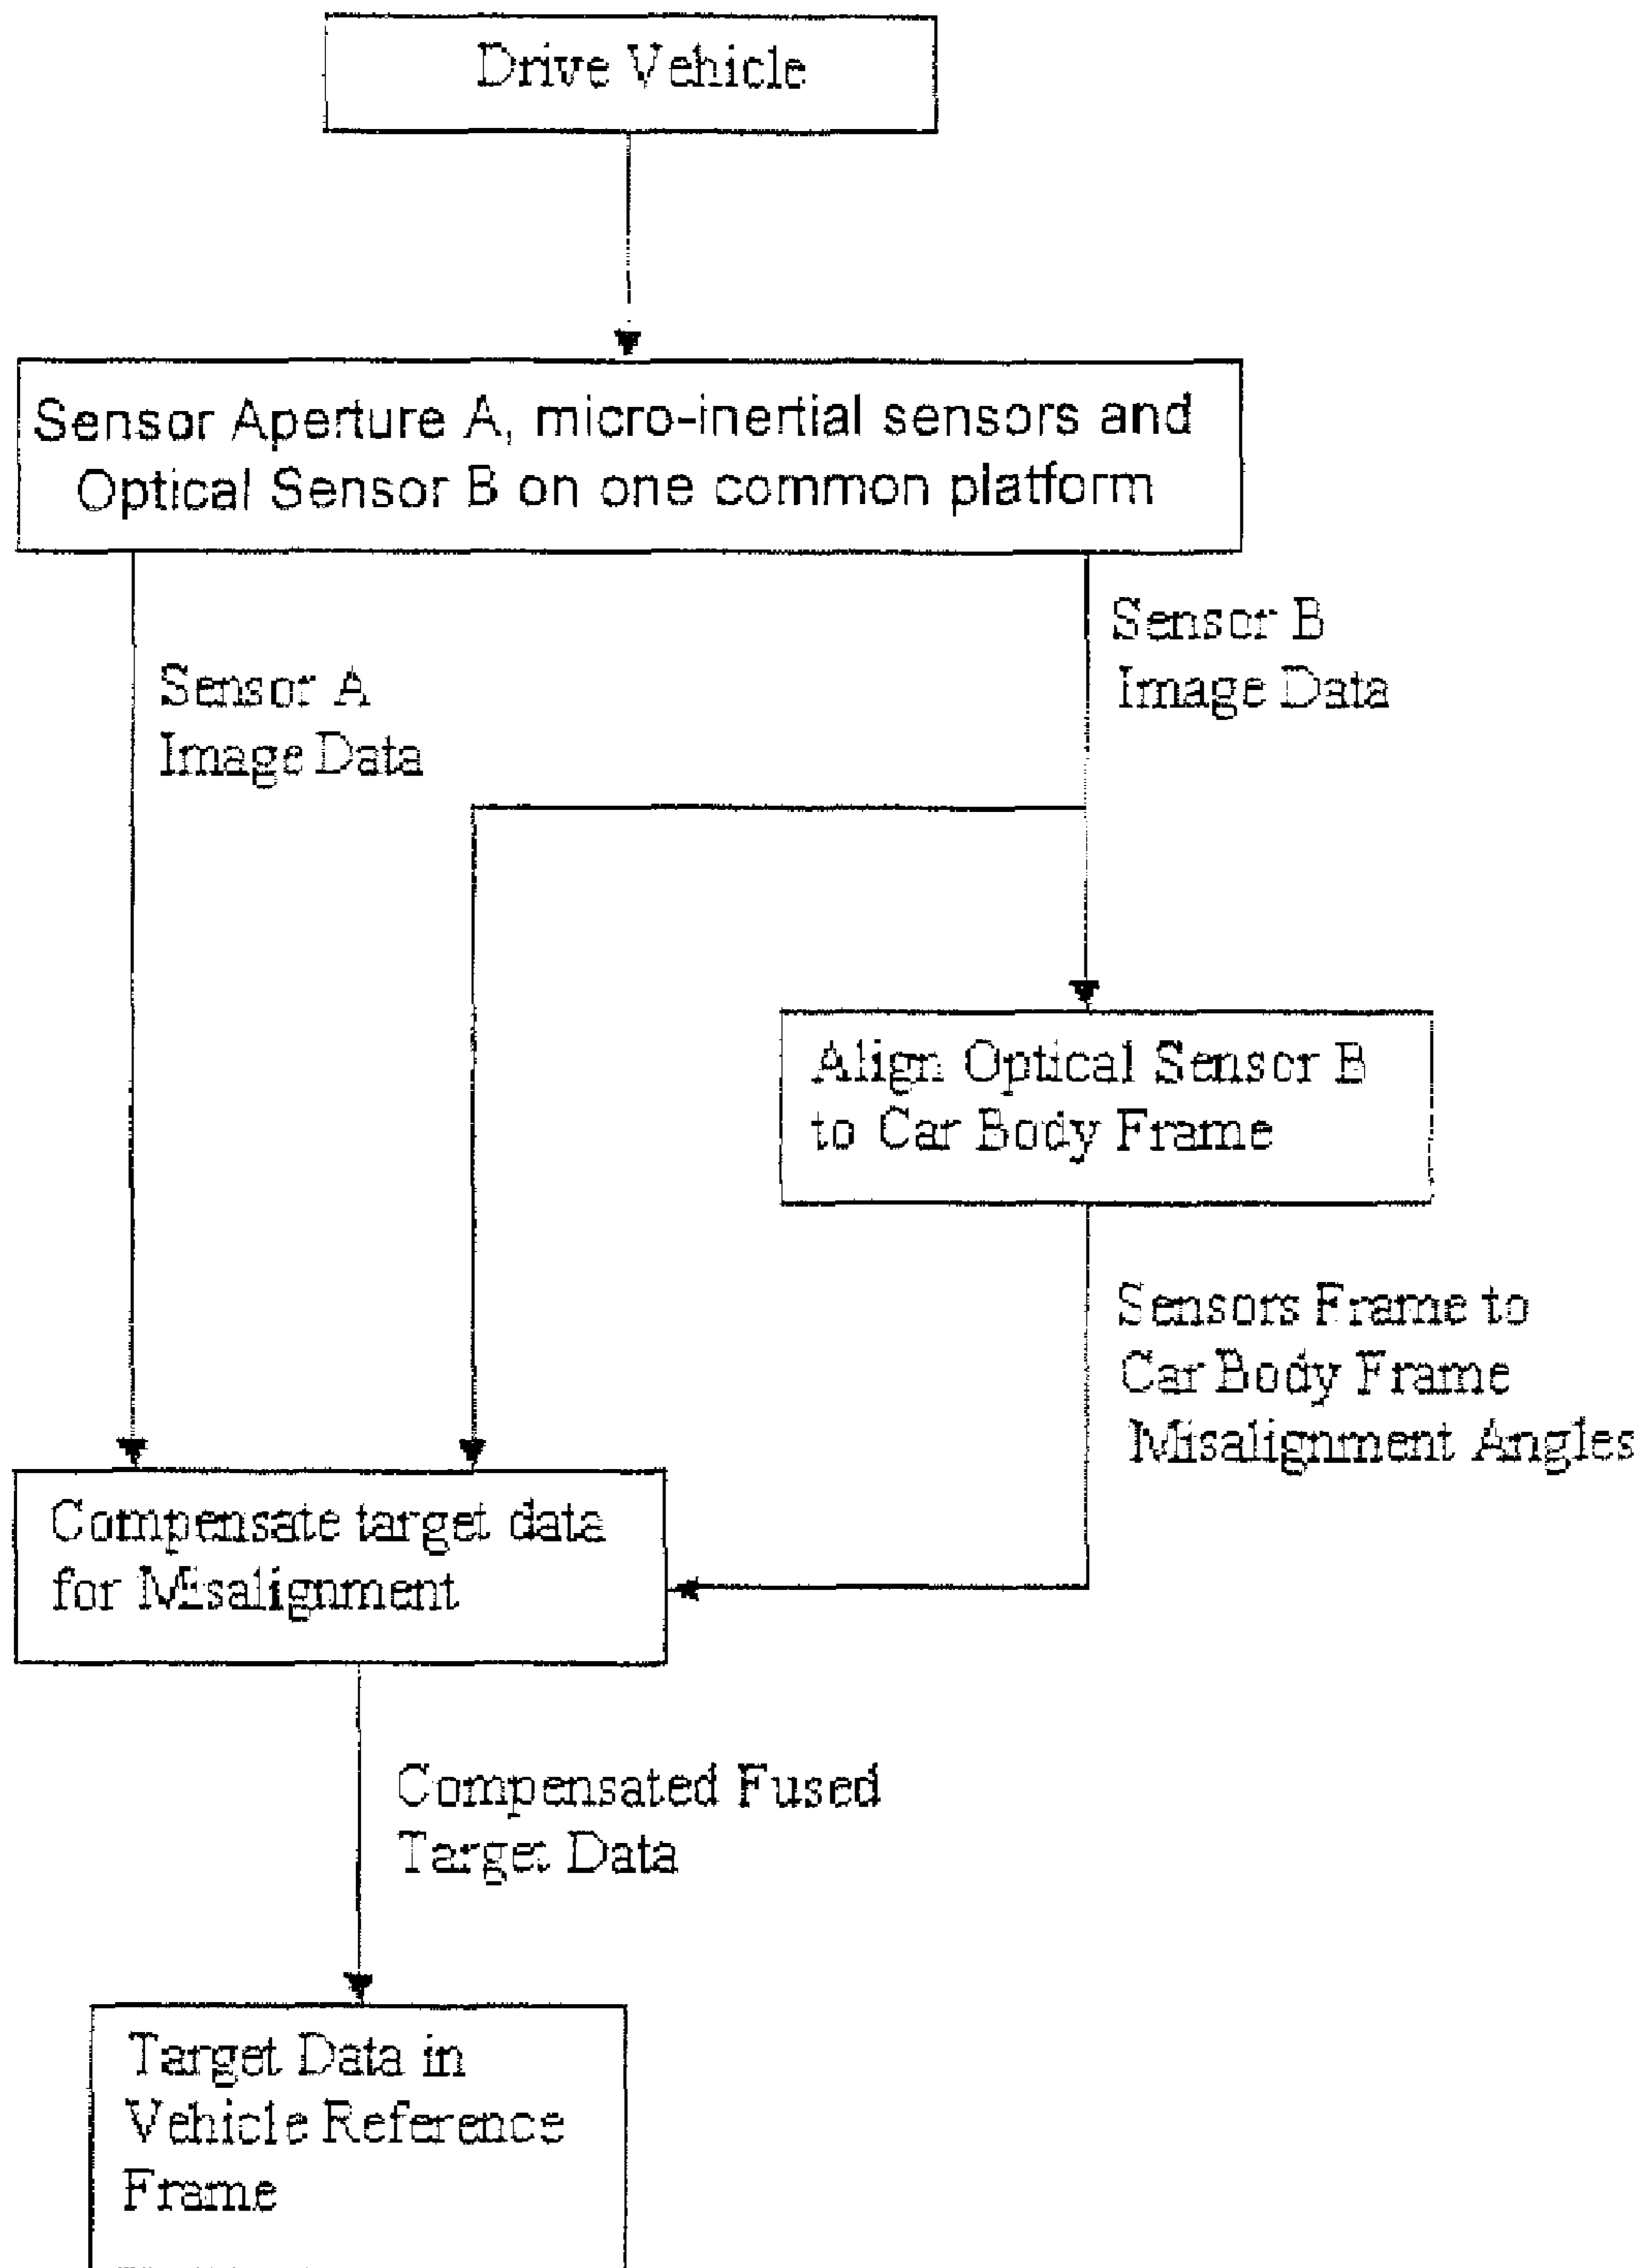 Drive Vehicle
Sensor Aperture A, micro-inertial sensors and
Optical Sensor B on one common platform
Sensor B
Image Data
Sensor A
Image Data
Align Optical Sensor B
to Car Body Frame
Sensors Frame to
Car Body Frame
Misalignment Angles
Compensate target data
for Misalignment
Compensated Fused
Target Data
Target Data in
Vehicle Reference
Frame